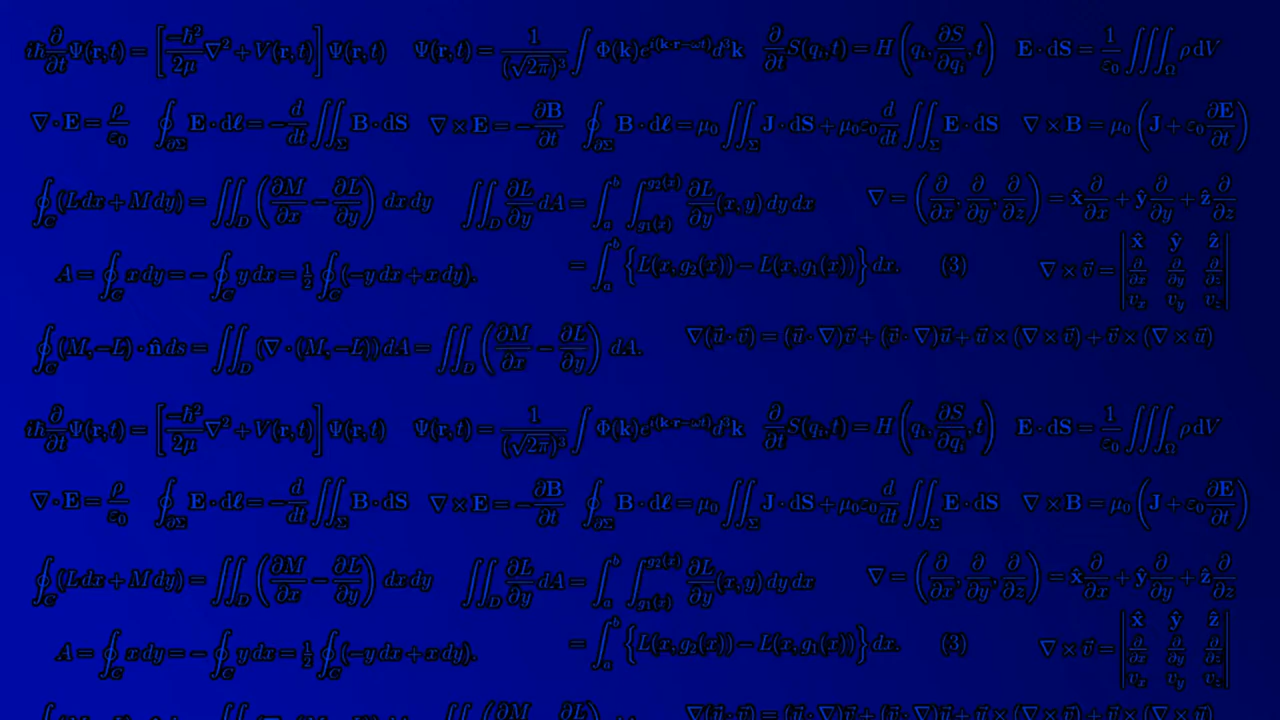 iħ ∂/∂t Ψ(r,t) = [−ħ²/2μ ∇² + V(r,t)] Ψ(r,t)   Ψ(r,t) = 1/(√2π)³ ∫ Φ(k)e^{i(k·r−ωt)} d³k   ∂/∂t S(qᵢ,t) = H(qᵢ, ∂S/∂qᵢ, t)   E · dS = 1/ε₀ ∭_Ω ρ dV
∇ · E = ρ/ε₀   ∮_∂Σ E · dℓ = − d/dt ∬_Σ B · dS   ∇ × E = − ∂B/∂t   ∮_∂Σ B · dℓ = μ₀ ∬_Σ J · dS + μ₀ε₀ d/dt ∬_Σ E · dS   ∇ × B = μ₀ (J + ε₀ ∂E/∂t)
∮_C (L dx + M dy) = ∬_D (∂M/∂x − ∂L/∂y) dx dy   ∬_D ∂L/∂y dA = ∫_a^b ∫_{g₁(x)}^{g₂(x)} ∂L/∂y (x,y) dy dx   ∇ = (∂/∂x, ∂/∂y, ∂/∂z) = x̂ ∂/∂x + ŷ ∂/∂y + ẑ ∂/∂z
A = ∮_C x dy = − ∮_C y dx = ½ ∮_C (−y dx + x dy).   = ∫_a^b {L(x,g₂(x)) − L(x,g₁(x))} dx.   (3)   ∇ × v⃗ = |x̂ ŷ ẑ; ∂/∂x ∂/∂y ∂/∂z; v_x v_y v_z|
∮_C (M,−L) · n̂ ds = ∬_D (∇ · (M,−L)) dA = ∬_D (∂M/∂x − ∂L/∂y) dA.   ∇(u⃗ · v⃗) = (u⃗ · ∇)v⃗ + (v⃗ · ∇)u⃗ + u⃗ × (∇ × v⃗) + v⃗ × (∇ × u⃗)
iħ ∂/∂t Ψ(r,t) = [−ħ²/2μ ∇² + V(r,t)] Ψ(r,t)   Ψ(r,t) = 1/(√2π)³ ∫ Φ(k)e^{i(k·r−ωt)} d³k   ∂/∂t S(qᵢ,t) = H(qᵢ, ∂S/∂qᵢ, t)   E · dS = 1/ε₀ ∭_Ω ρ dV
∇ · E = ρ/ε₀   ∮_∂Σ E · dℓ = − d/dt ∬_Σ B · dS   ∇ × E = − ∂B/∂t   ∮_∂Σ B · dℓ = μ₀ ∬_Σ J · dS + μ₀ε₀ d/dt ∬_Σ E · dS   ∇ × B = μ₀ (J + ε₀ ∂E/∂t)
∮_C (L dx + M dy) = ∬_D (∂M/∂x − ∂L/∂y) dx dy   ∬_D ∂L/∂y dA = ∫_a^b ∫_{g₁(x)}^{g₂(x)} ∂L/∂y (x,y) dy dx   ∇ = (∂/∂x, ∂/∂y, ∂/∂z) = x̂ ∂/∂x + ŷ ∂/∂y + ẑ ∂/∂z
A = ∮_C x dy = − ∮_C y dx = ½ ∮_C (−y dx + x dy).   = ∫_a^b {L(x,g₂(x)) − L(x,g₁(x))} dx.   (3)   ∇ × v⃗ = |x̂ ŷ ẑ; ∂/∂x ∂/∂y ∂/∂z; v_x v_y v_z|